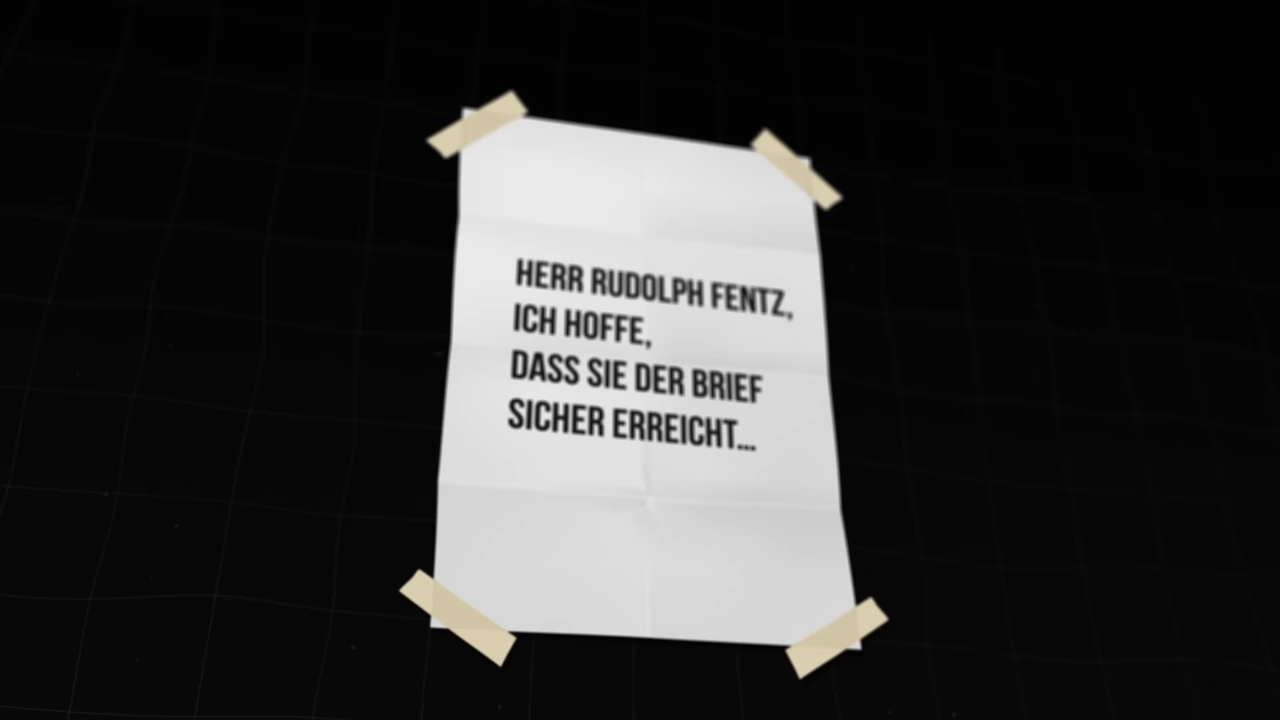 HERR RUDOLPH FENTZ,
ICH HOFFE,
DASS SIE DER BRIEF
SICHER ERREICHT...